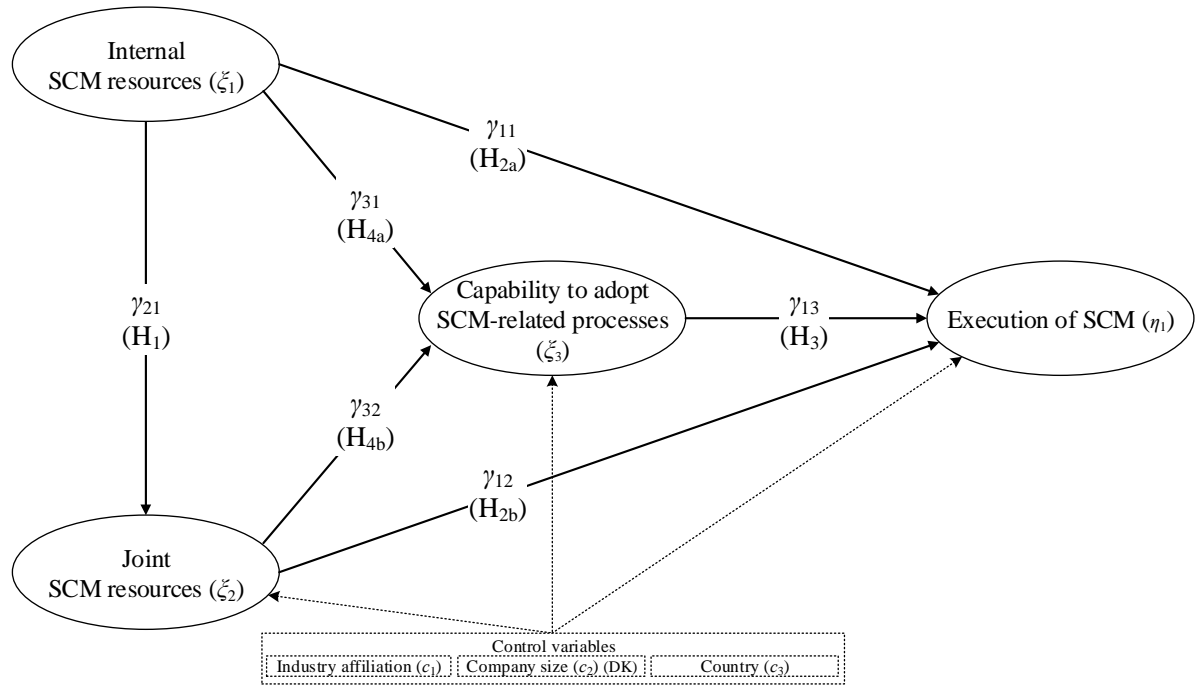 Internal
SCM resources (ξ₁)
γ₁₁
(H₂ₐ)
γ₃₁
(H₄ₐ)
γ₂₁
(H₁)
Capability to adopt
SCM-related processes
(ξ₃)
γ₁₃
(H₃)
Execution of SCM (η₁)
γ₃₂
(H₄b)
γ₁₂
(H₂b)
Joint
SCM resources (ξ₂)
Control variables
Industry affiliation (c₁)
Company size (c₂) (DK)
Country (c₃)